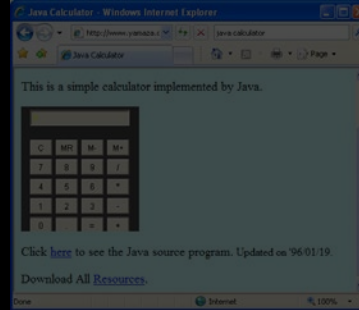 Java Calculator - Windows Internet Explorer
http://www.yamaza.c
java calculator
Java Calculator
Page
This is a simple calculator implemented by Java.
C MR M- M+
7 8 9 /
4 5 6 *
1 2 3 -
0 . = +
Click here to see the Java source program. Updated on '96/01/19.
Download All Resources.
Done
Internet
100%